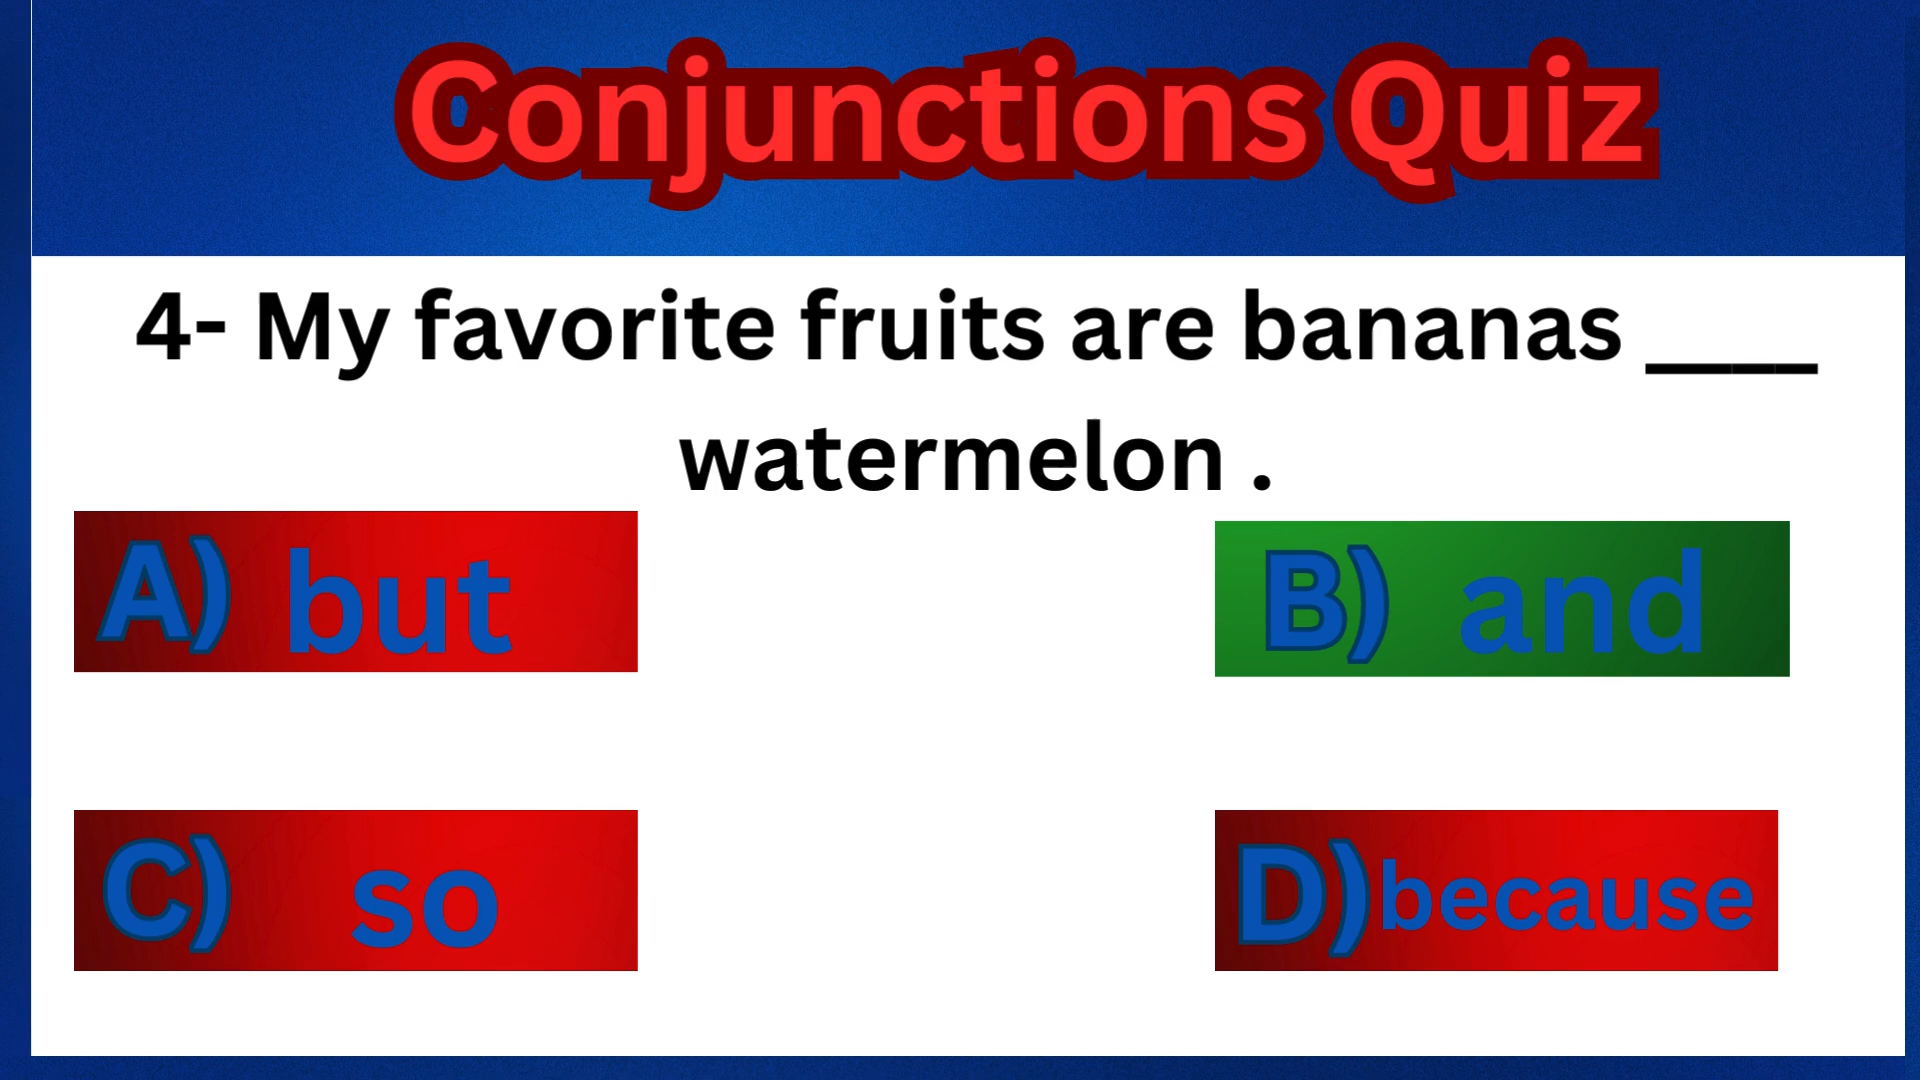 Conjunctions Quiz
4- My favorite fruits are bananas ____
watermelon .
A) but
B) and
C) so
D) because